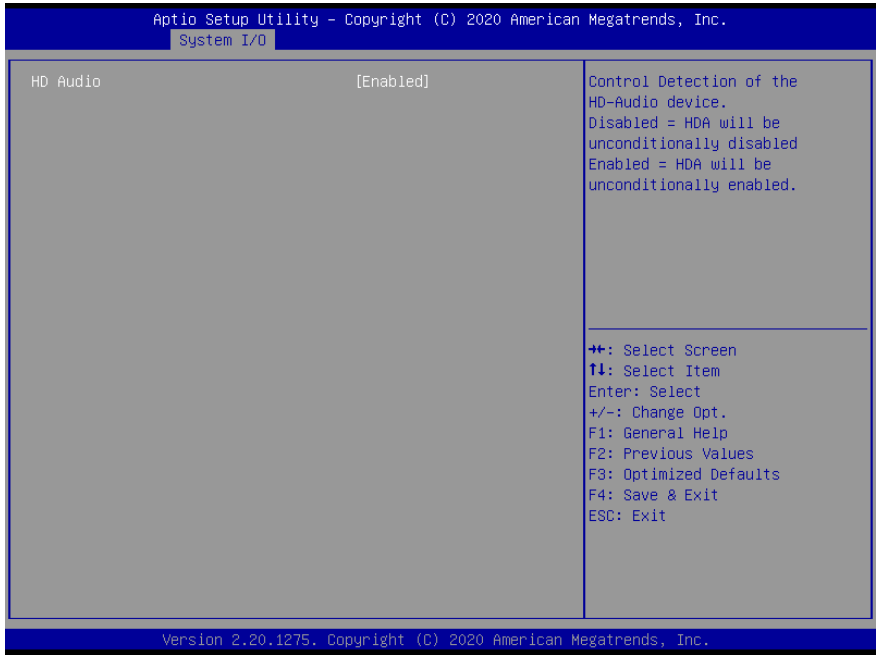 Aptio Setup Utility – Copyright (C) 2020 American Megatrends, Inc.
System I/O
HD Audio [Enabled]
Control Detection of the
HD-Audio device.
Disabled = HDA will be
unconditionally disabled
Enabled = HDA will be
unconditionally enabled.
→←: Select Screen
↑↓: Select Item
Enter: Select
+/-: Change Opt.
F1: General Help
F2: Previous Values
F3: Optimized Defaults
F4: Save & Exit
ESC: Exit
Version 2.20.1275. Copyright (C) 2020 American Megatrends, Inc.